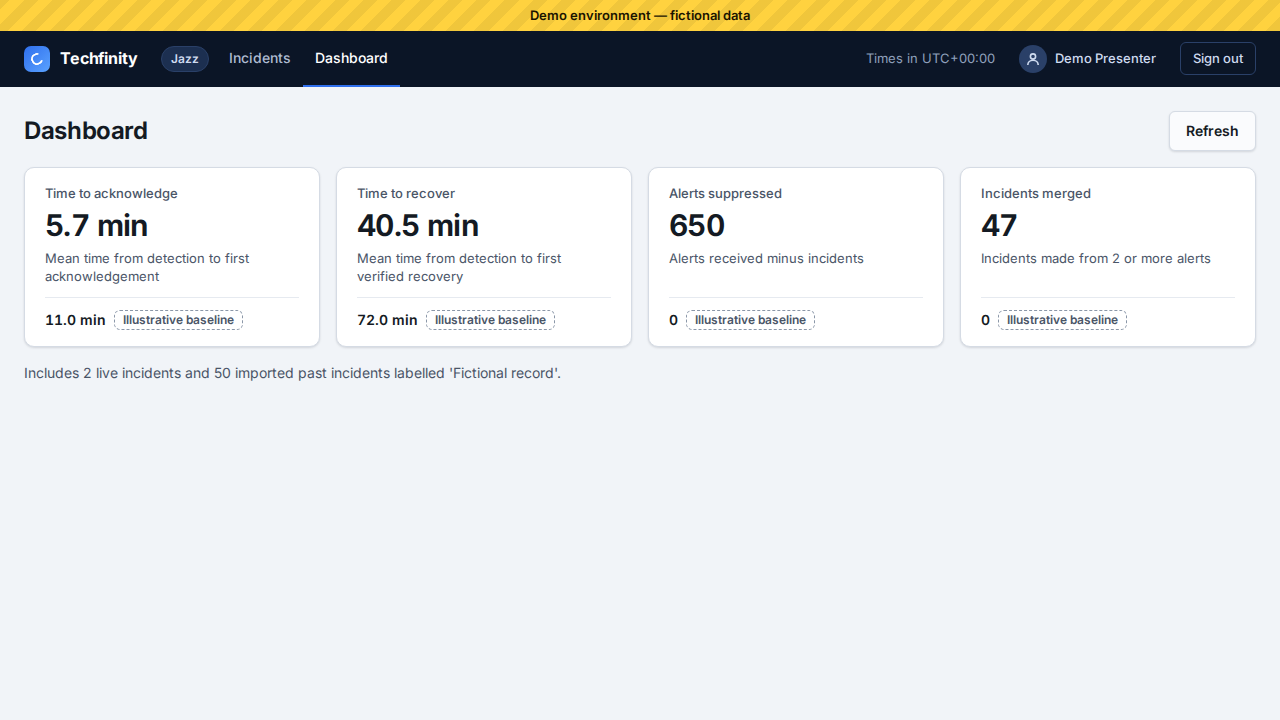 Demo environment — fictional data
Techfinity
Jazz
Incidents
Dashboard
Times in UTC+00:00
Demo Presenter
Sign out
Dashboard
Refresh
Time to acknowledge
5.7 min
Mean time from detection to first
acknowledgement
11.0 min
Illustrative baseline
Time to recover
40.5 min
Mean time from detection to first
verified recovery
72.0 min
Illustrative baseline
Alerts suppressed
650
Alerts received minus incidents
0
Illustrative baseline
Incidents merged
47
Incidents made from 2 or more alerts
0
Illustrative baseline
Includes 2 live incidents and 50 imported past incidents labelled 'Fictional record'.